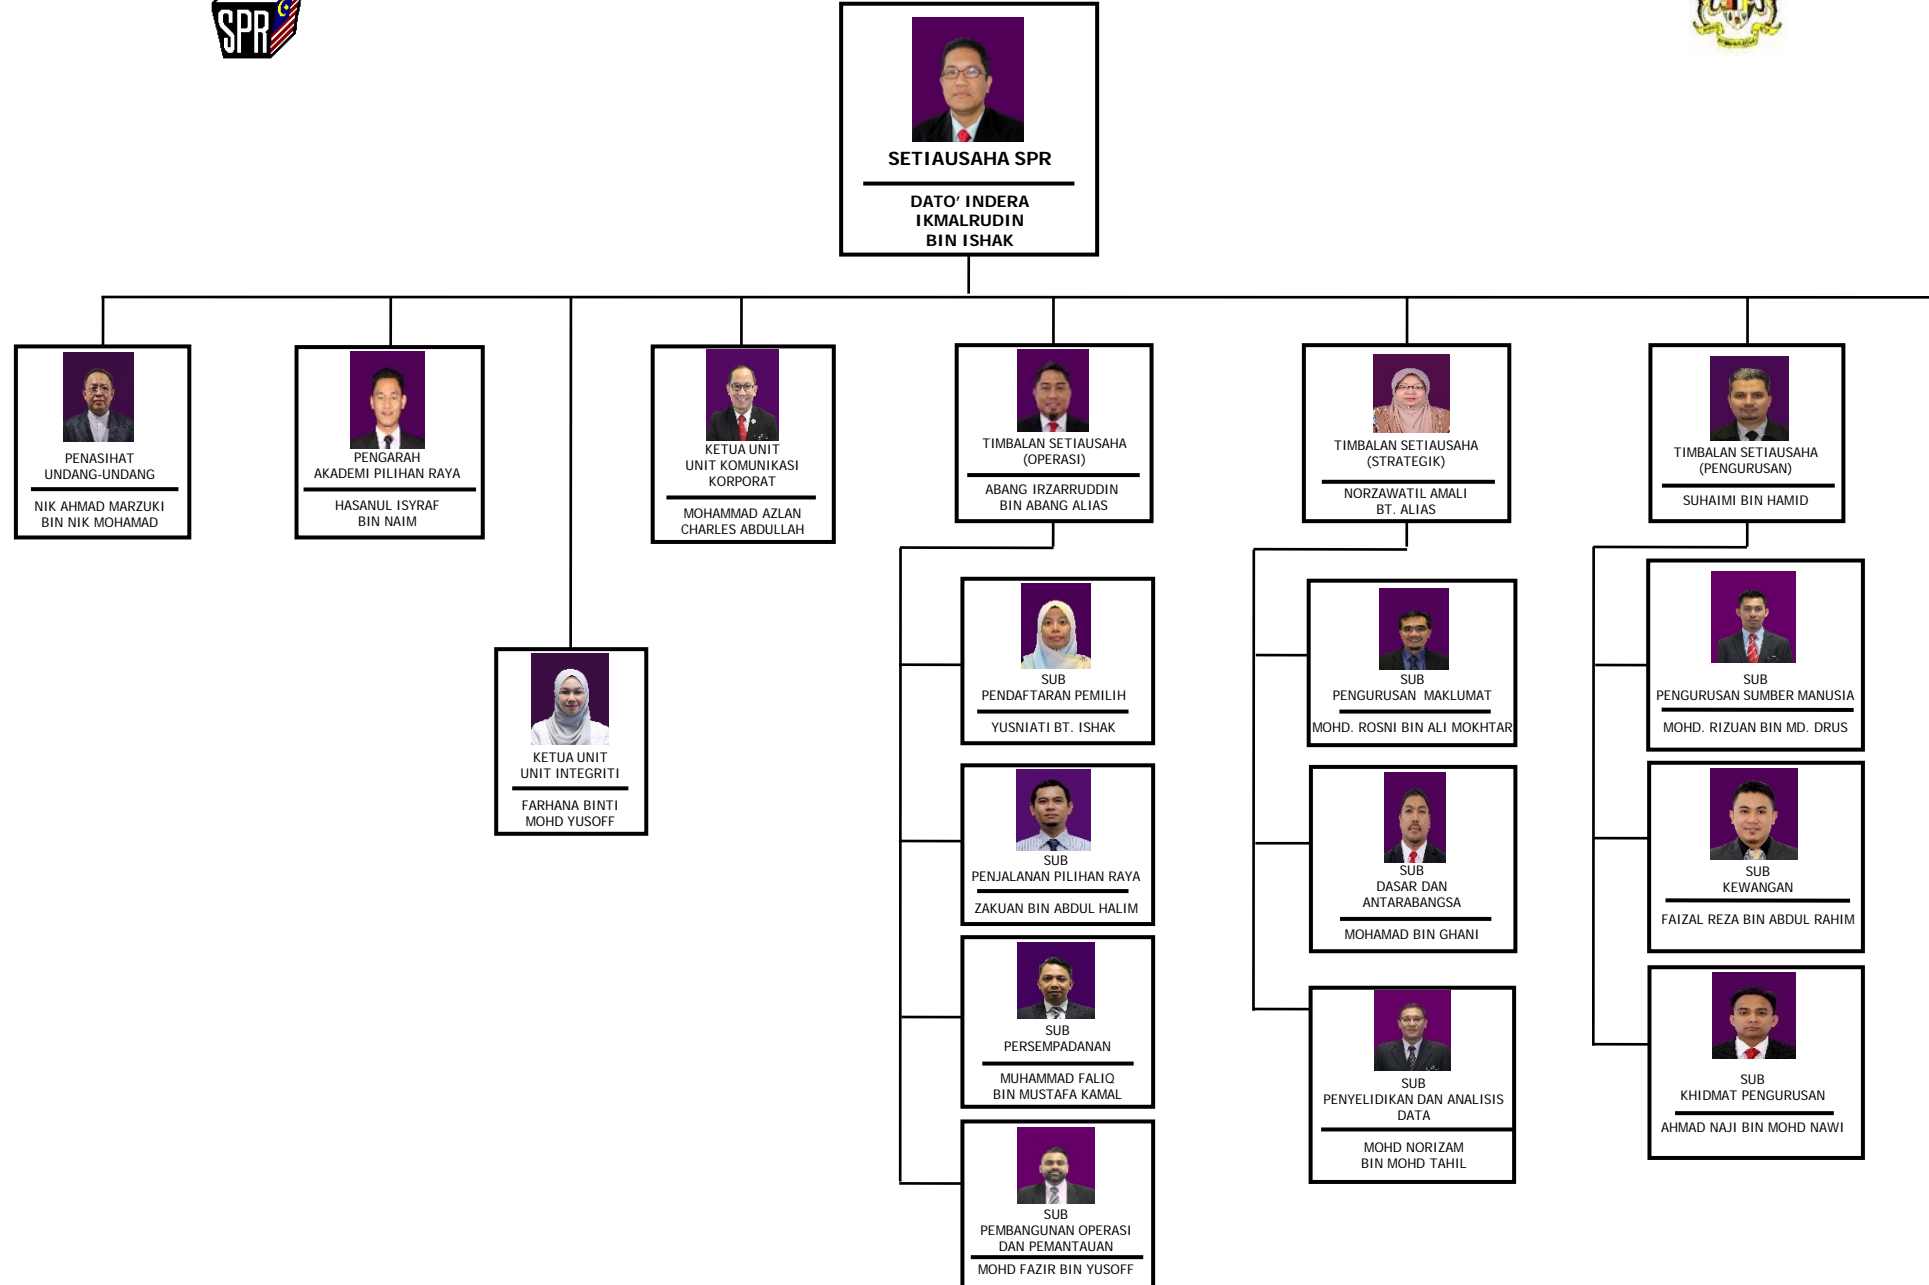 SPR
SETIAUSAHA SPR
DATO’ INDERA
IKMALRUDIN
BIN ISHAK
PENASIHAT
UNDANG-UNDANG
NIK AHMAD MARZUKI
BIN NIK MOHAMAD
PENGARAH
AKADEMI PILIHAN RAYA
HASANUL ISYRAF
BIN NAIM
KETUA UNIT
UNIT INTEGRITI
FARHANA BINTI
MOHD YUSOFF
KETUA UNIT
UNIT KOMUNIKASI
KORPORAT
MOHAMMAD AZLAN
CHARLES ABDULLAH
TIMBALAN SETIAUSAHA
(OPERASI)
ABANG IRZARRUDDIN
BIN ABANG ALIAS
SUB
PENDAFTARAN PEMILIH
YUSNIATI BT. ISHAK
SUB
PENJALANAN PILIHAN RAYA
ZAKUAN BIN ABDUL HALIM
SUB
PERSEMPADANAN
MUHAMMAD FALIQ
BIN MUSTAFA KAMAL
SUB
PEMBANGUNAN OPERASI
DAN PEMANTAUAN
MOHD FAZIR BIN YUSOFF
TIMBALAN SETIAUSAHA
(STRATEGIK)
NORZAWATIL AMALI
BT. ALIAS
SUB
PENGURUSAN MAKLUMAT
MOHD. ROSNI BIN ALI MOKHTAR
SUB
DASAR DAN
ANTARABANGSA
MOHAMAD BIN GHANI
SUB
PENYELIDIKAN DAN ANALISIS
DATA
MOHD NORIZAM
BIN MOHD TAHIL
TIMBALAN SETIAUSAHA
(PENGURUSAN)
SUHAIMI BIN HAMID
SUB
PENGURUSAN SUMBER MANUSIA
MOHD. RIZUAN BIN MD. DRUS
SUB
KEWANGAN
FAIZAL REZA BIN ABDUL RAHIM
SUB
KHIDMAT PENGURUSAN
AHMAD NAJI BIN MOHD NAWI